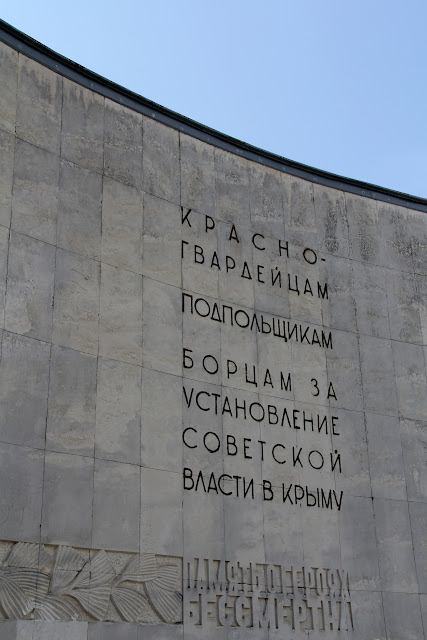 КРАСНО-
ГВАРДЕЙЦАМ
ПОДПОЛЬЩИКАМ
БОРЦАМ ЗА
УСТАНОВЛЕНИЕ
СОВЕТСКОЙ
ВЛАСТИ В КРЫМУ
ПАМЯТЬ О ГЕРОЯХ
БЕССМЕРТНА